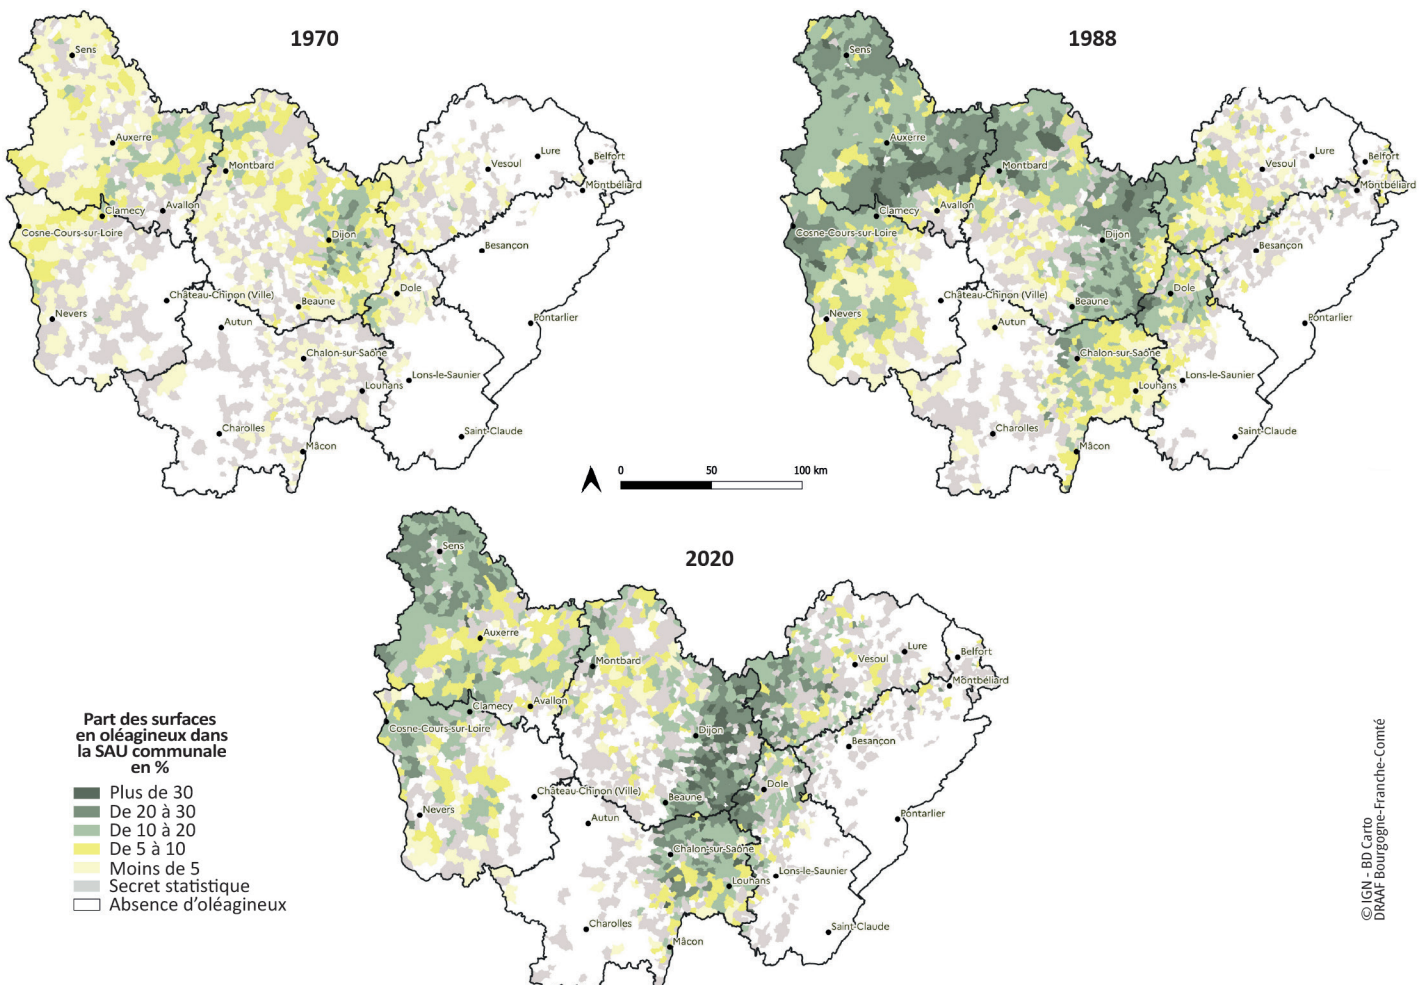 1970
Sens
Auxerre
Montbard
Vesoul
Lure
Belfort
Montbéliard
Clamecy
Avallon
Cosne-Cours-sur-Loire
Dijon
Besançon
Château-Chinon (Ville)
Beaune
Dole
Nevers
Autun
Pontarlier
Chalon-sur-Saône
Louhans
Lons-le-Saunier
Charolles
Mâcon
Saint-Claude
1988
Sens
Auxerre
Montbard
Vesoul
Lure
Belfort
Montbéliard
Clamecy
Avallon
Cosne-Cours-sur-Loire
Dijon
Besançon
Château-Chinon (Ville)
Beaune
Dole
Nevers
Autun
Pontarlier
Chalon-sur-Saône
Louhans
Lons-le-Saunier
Charolles
Mâcon
Saint-Claude
0 50 100 km
2020
Sens
Auxerre
Montbard
Vesoul
Lure
Belfort
Montbéliard
Clamecy
Avallon
Cosne-Cours-sur-Loire
Dijon
Besançon
Château-Chinon (Ville)
Beaune
Dole
Nevers
Autun
Pontarlier
Chalon-sur-Saône
Louhans
Lons-le-Saunier
Charolles
Mâcon
Saint-Claude
Part des surfaces
en oléagineux dans
la SAU communale
en %
Plus de 30
De 20 à 30
De 10 à 20
De 5 à 10
Moins de 5
Secret statistique
Absence d'oléagineux
© IGN - BD Carto
DRAAF Bourgogne-Franche-Comté